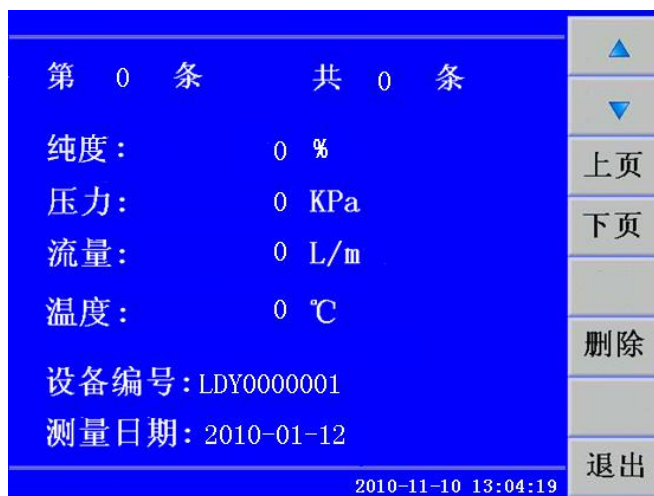 第 0 条 共 0 条
纯度： 0 %
压力: 0 KPa
流量: 0 L/m
温度： 0 ℃
设备编号:LDY0000001
测量日期: 2010-01-12
2010-11-10 13:04:19
上页
下页
删除
退出